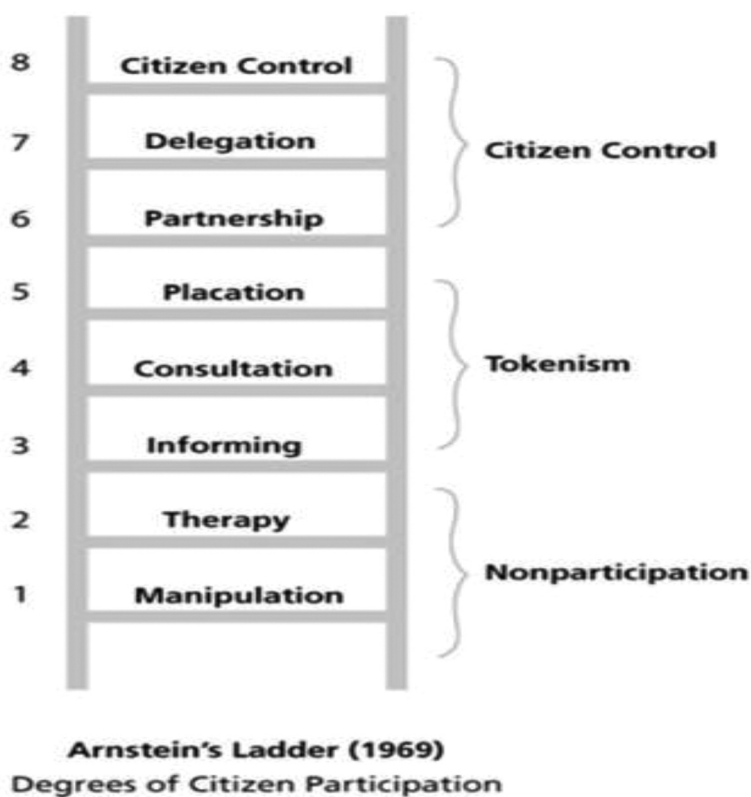 8 Citizen Control
7 Delegation
Citizen Control
6 Partnership
5 Placation
4 Consultation
Tokenism
3 Informing
2 Therapy
Nonparticipation
1 Manipulation
Arnstein's Ladder (1969)
Degrees of Citizen Participation